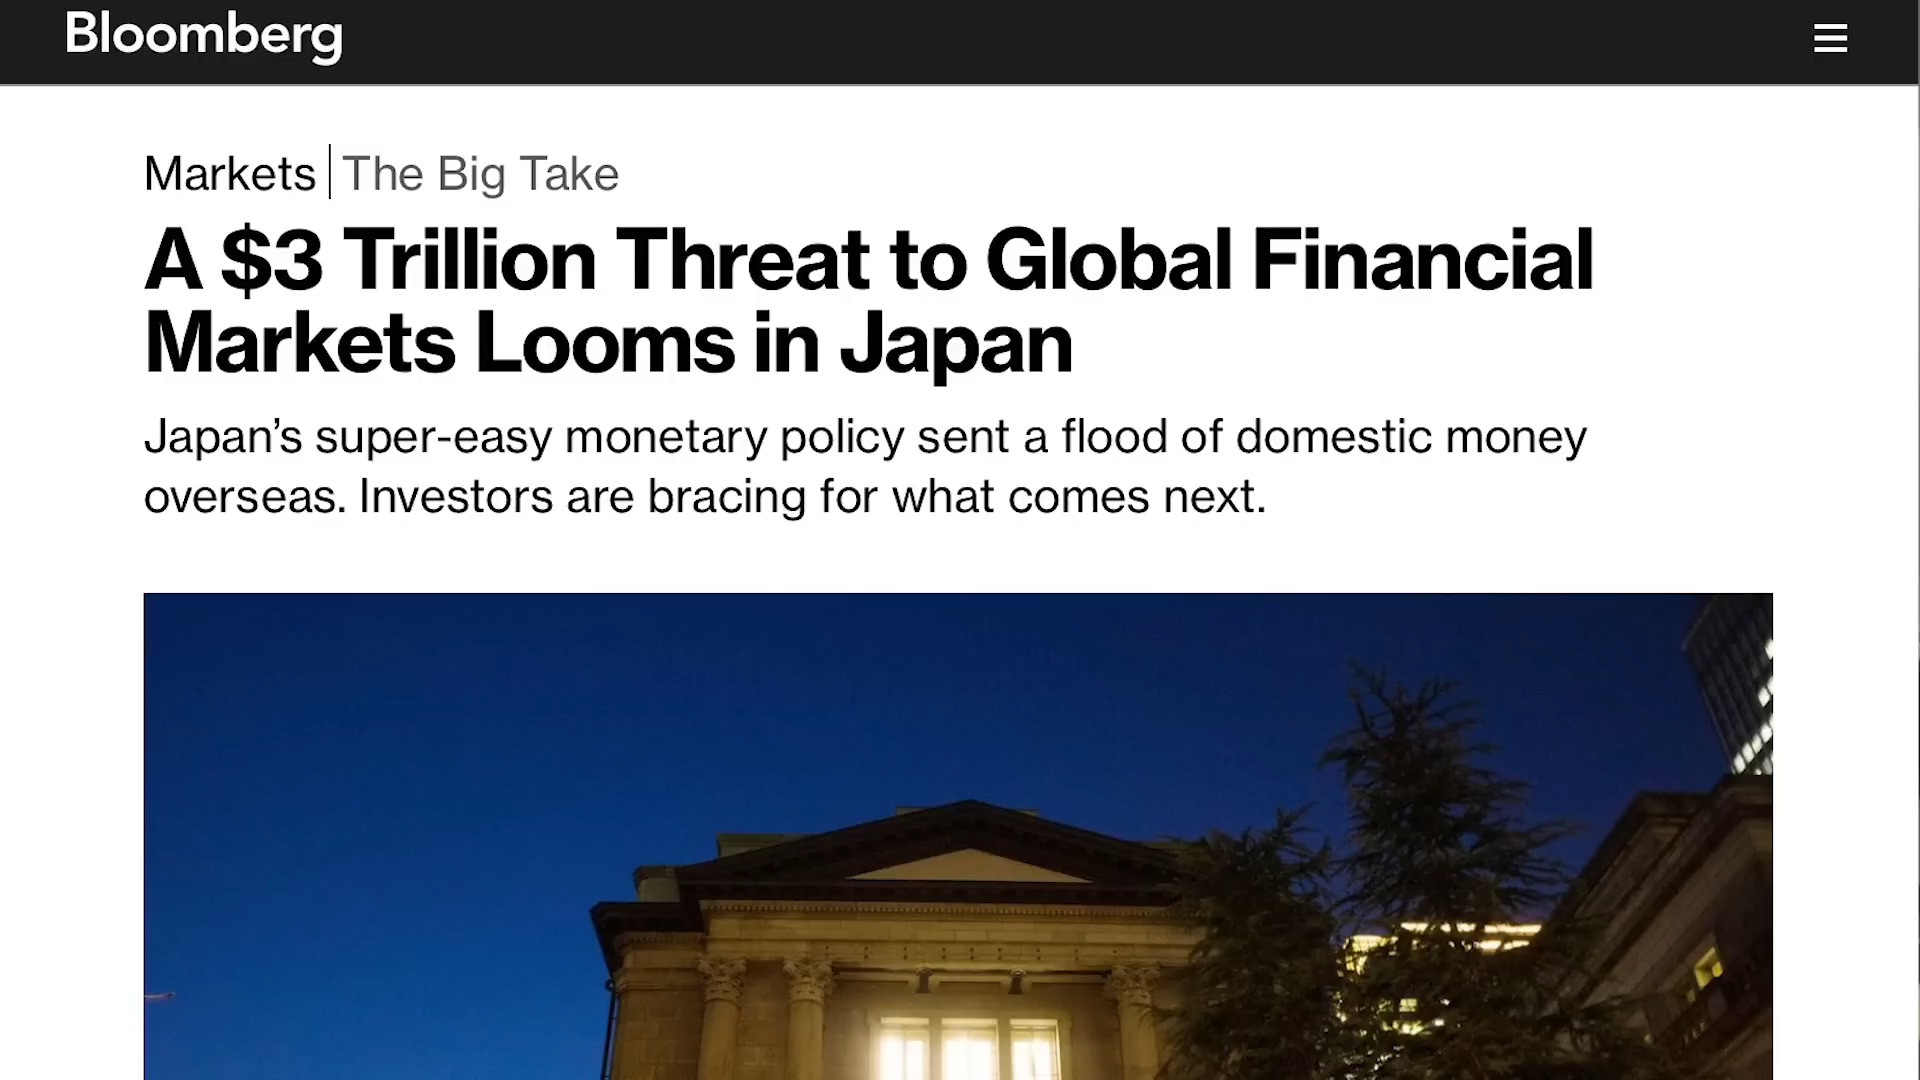 Bloomberg
Markets | The Big Take
A $3 Trillion Threat to Global Financial
Markets Looms in Japan
Japan’s super-easy monetary policy sent a flood of domestic money
overseas. Investors are bracing for what comes next.